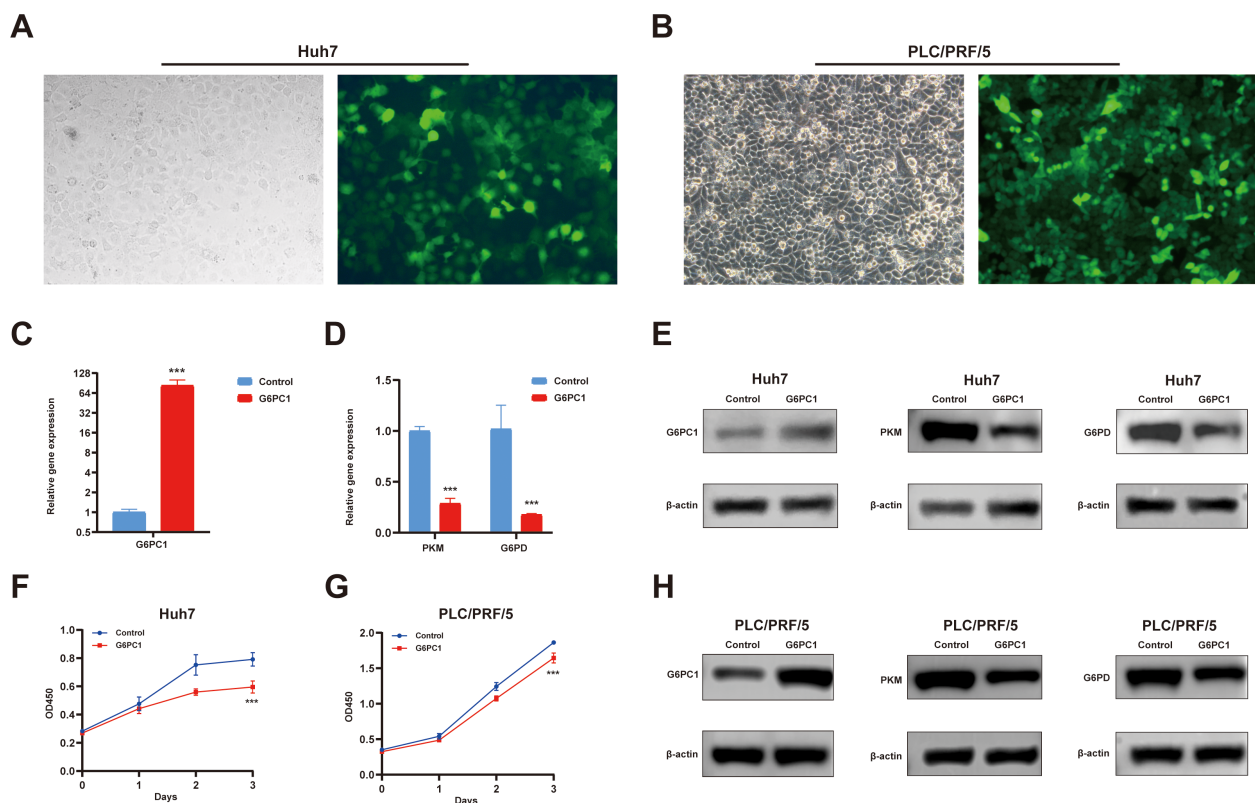 A
Huh7
B
PLC/PRF/5
C
Relative gene expression
128
64
32
16
8
4
2
1
0.5
***
G6PC1
Control
G6PC1
D
Relative gene expression
1.5
1.0
0.5
0.0
***
***
PKM
G6PD
Control
G6PC1
E
Huh7
Control G6PC1
G6PC1
β-actin
Huh7
Control G6PC1
PKM
β-actin
Huh7
Control G6PC1
G6PD
β-actin
F
Huh7
OD450
1.0
0.8
0.6
0.4
0.2
0.0
Control
G6PC1
***
0 1 2 3
Days
G
PLC/PRF/5
OD450
2.0
1.5
1.0
0.5
0.0
Control
G6PC1
***
0 1 2 3
Days
H
PLC/PRF/5
Control G6PC1
G6PC1
β-actin
PLC/PRF/5
Control G6PC1
PKM
β-actin
PLC/PRF/5
Control G6PC1
G6PD
β-actin